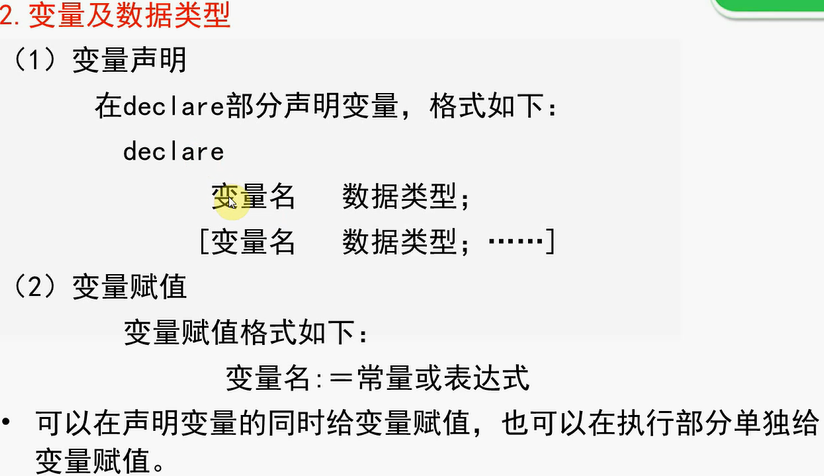 2.变量及数据类型
（1）变量声明
在declare部分声明变量，格式如下：
declare
变量名 数据类型；
[变量名 数据类型；……]
（2）变量赋值
变量赋值格式如下：
变量名:＝常量或表达式
• 可以在声明变量的同时给变量赋值，也可以在执行部分单独给
变量赋值。